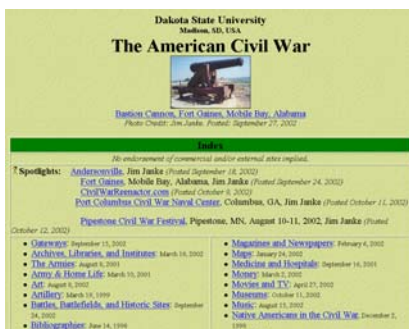 Dakota State University
Madison, SD, USA
The American Civil War
Bastion Cannon, Fort Gaines, Mobile Bay, Alabama
Photo Credit: Jim Janke. Posted: September 27, 2002
Index
No endorsement of commercial and/or external sites implied.
Spotlights: Andersonville, Jim Janke (Posted September 18, 2002)
Fort Gaines, Mobile Bay, Alabama, Jim Janke (Posted September 24, 2002)
CivilWarReenactor.com (Posted October 9, 2002)
Port Columbus Civil War Naval Center, Columbus, GA, Jim Janke (Posted October 11, 2002)
Pipestone Civil War Festival, Pipestone, MN, August 10-11, 2002, Jim Janke (Posted
October 12, 2002)
Gateways: September 15, 2002
Archives, Libraries, and Institutes: March 16, 2002
The Armies: August 8, 2002
Army & Home Life: March 10, 2001
Art: August 8, 2002
Artillery: March 19, 1999
Battles, Battlefields, and Historic Sites: September
24, 2002
Bibliographies: June 14, 1998
Magazines and Newspapers: February 4, 2002
Maps: January 24, 2002
Medicine and Hospitals: September 16, 2001
Money: March 2, 2002
Movies and TV: April 27, 2002
Museums: October 11, 2002
Music: August 15, 2002
Native Americans in the Civil War: December 2,
1998